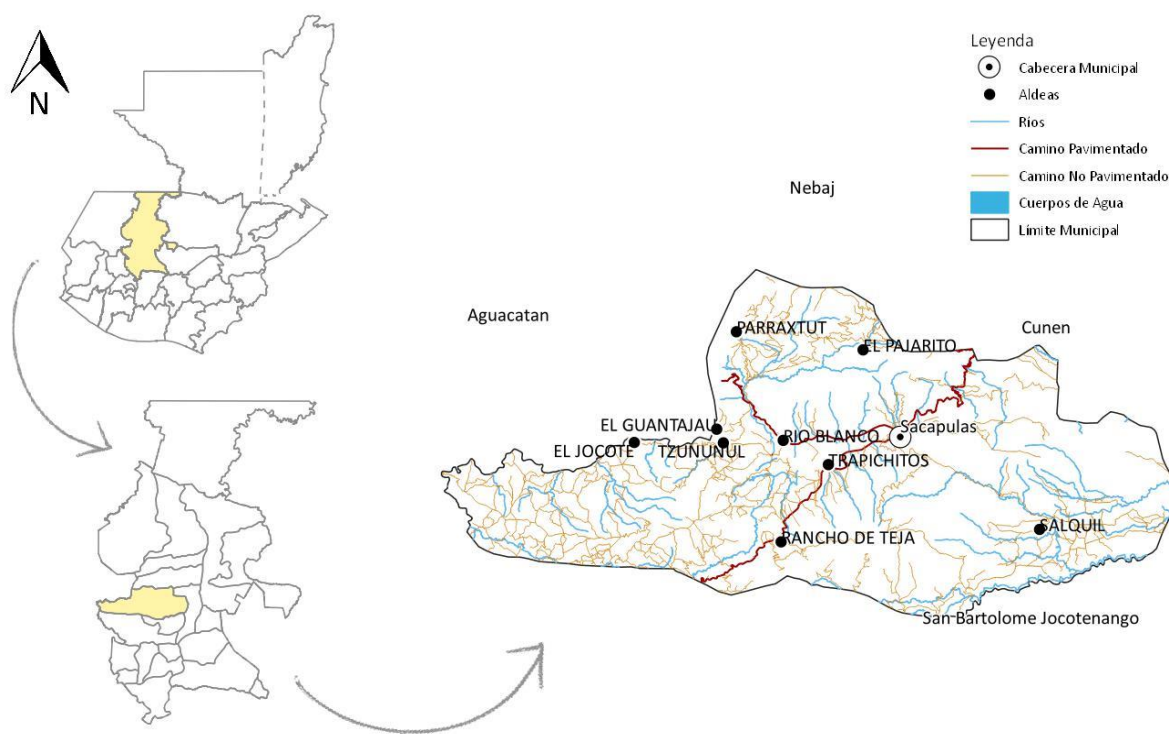 N
Leyenda
Cabecera Municipal
Aldeas
Ríos
Camino Pavimentado
Camino No Pavimentado
Cuerpos de Agua
Límite Municipal
Nebaj
Aguacatan
Cunen
PARRAXTUT
EL PAJARITO
EL GUANTAJAU
Sacapulas
RIO BLANCO
EL JOCOTE
TZUNUNUL
TRAPICHITOS
SALQUIL
RANCHO DE TEJA
San Bartolome Jocotenango